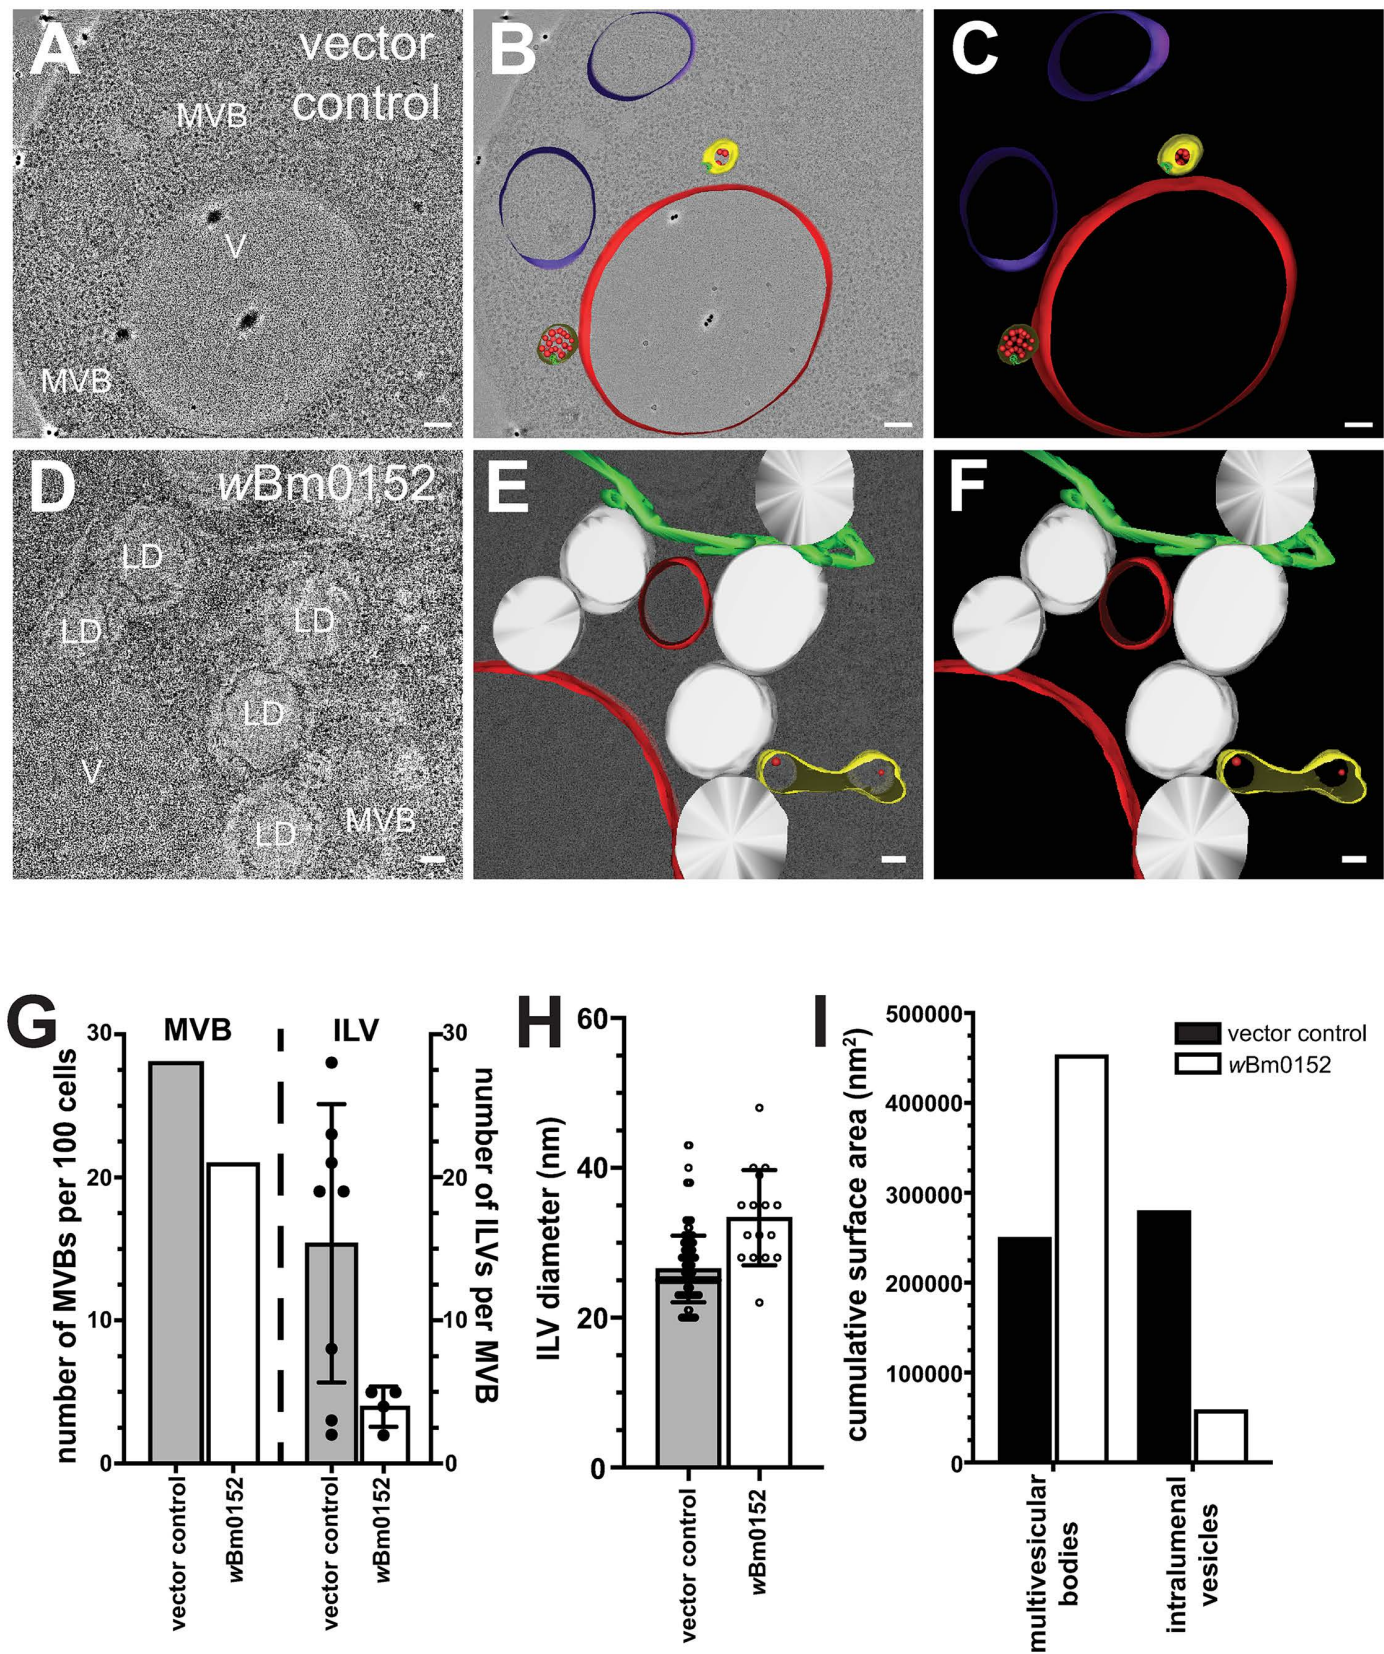 A
vector
control
MVB
V
MVB
B
C
D
wBm0152
LD
LD
LD
LD
V
LD
MVB
E
F
G
MVB
ILV
number of MVBs per 100 cells
30
20
10
0
30
20
10
0
number of ILVs per MVB
vector control
wBm0152
vector control
wBm0152
H
ILV diameter (nm)
60
40
20
0
vector control
wBm0152
I
cumulative surface area (nm²)
500000
400000
300000
200000
100000
0
vector control
wBm0152
multivesicular
bodies
intralumenal
vesicles